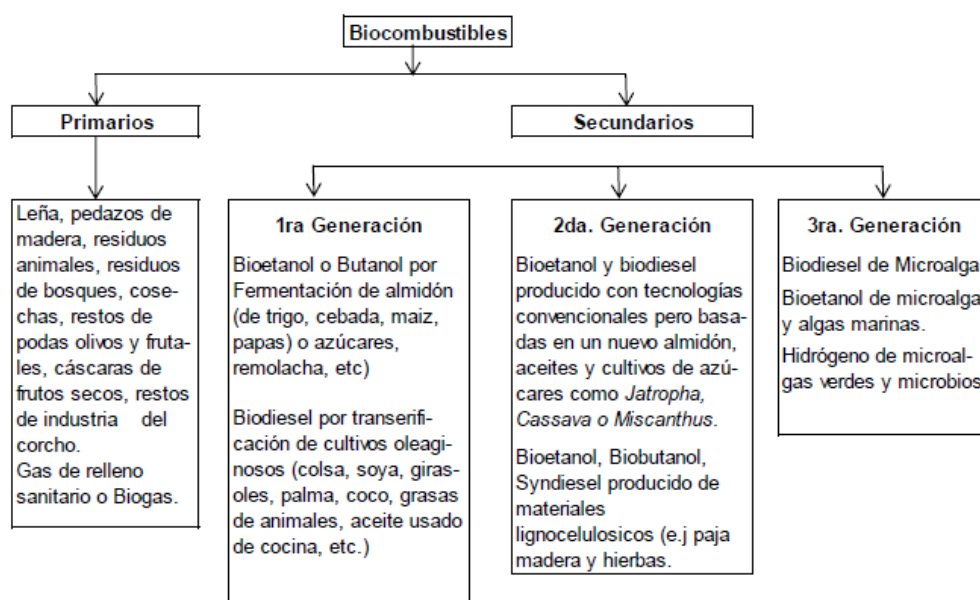 Biocombustibles
Primarios
Secundarios
Leña, pedazos de
madera, residuos
animales, residuos
de bosques, cose-
chas, restos de
podas olivos y fruta-
les, cáscaras de
frutos secos, restos
de industria del
corcho.
Gas de relleno
sanitario o Biogas.
1ra Generación
Bioetanol o Butanol por
Fermentación de almidón
(de trigo, cebada, maiz,
papas) o azúcares,
remolacha, etc)
Biodiesel por transerifi-
cación de cultivos oleagi-
nosos (colsa, soya, giras-
oles, palma, coco, grasas
de animales, aceite usado
de cocina, etc.)
2da. Generación
Bioetanol y biodiesel
producido con tecnologías
convencionales pero basa-
das en un nuevo almidón,
aceites y cultivos de azú-
cares como Jatropha,
Cassava o Miscanthus.
Bioetanol, Biobutanol,
Syndiesel producido de
materiales
lignocelulosicos (e.j paja
madera y hierbas.
3ra. Generación
Biodiesel de Microalga
Bioetanol de microalga
y algas marinas.
Hidrógeno de microal-
gas verdes y microbios